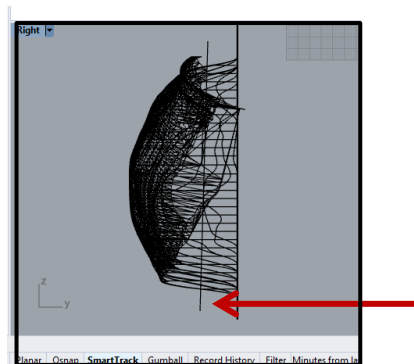 Right
z
y
Planar Osnap SmartTrack Gumball Record History Filter Minutes from la